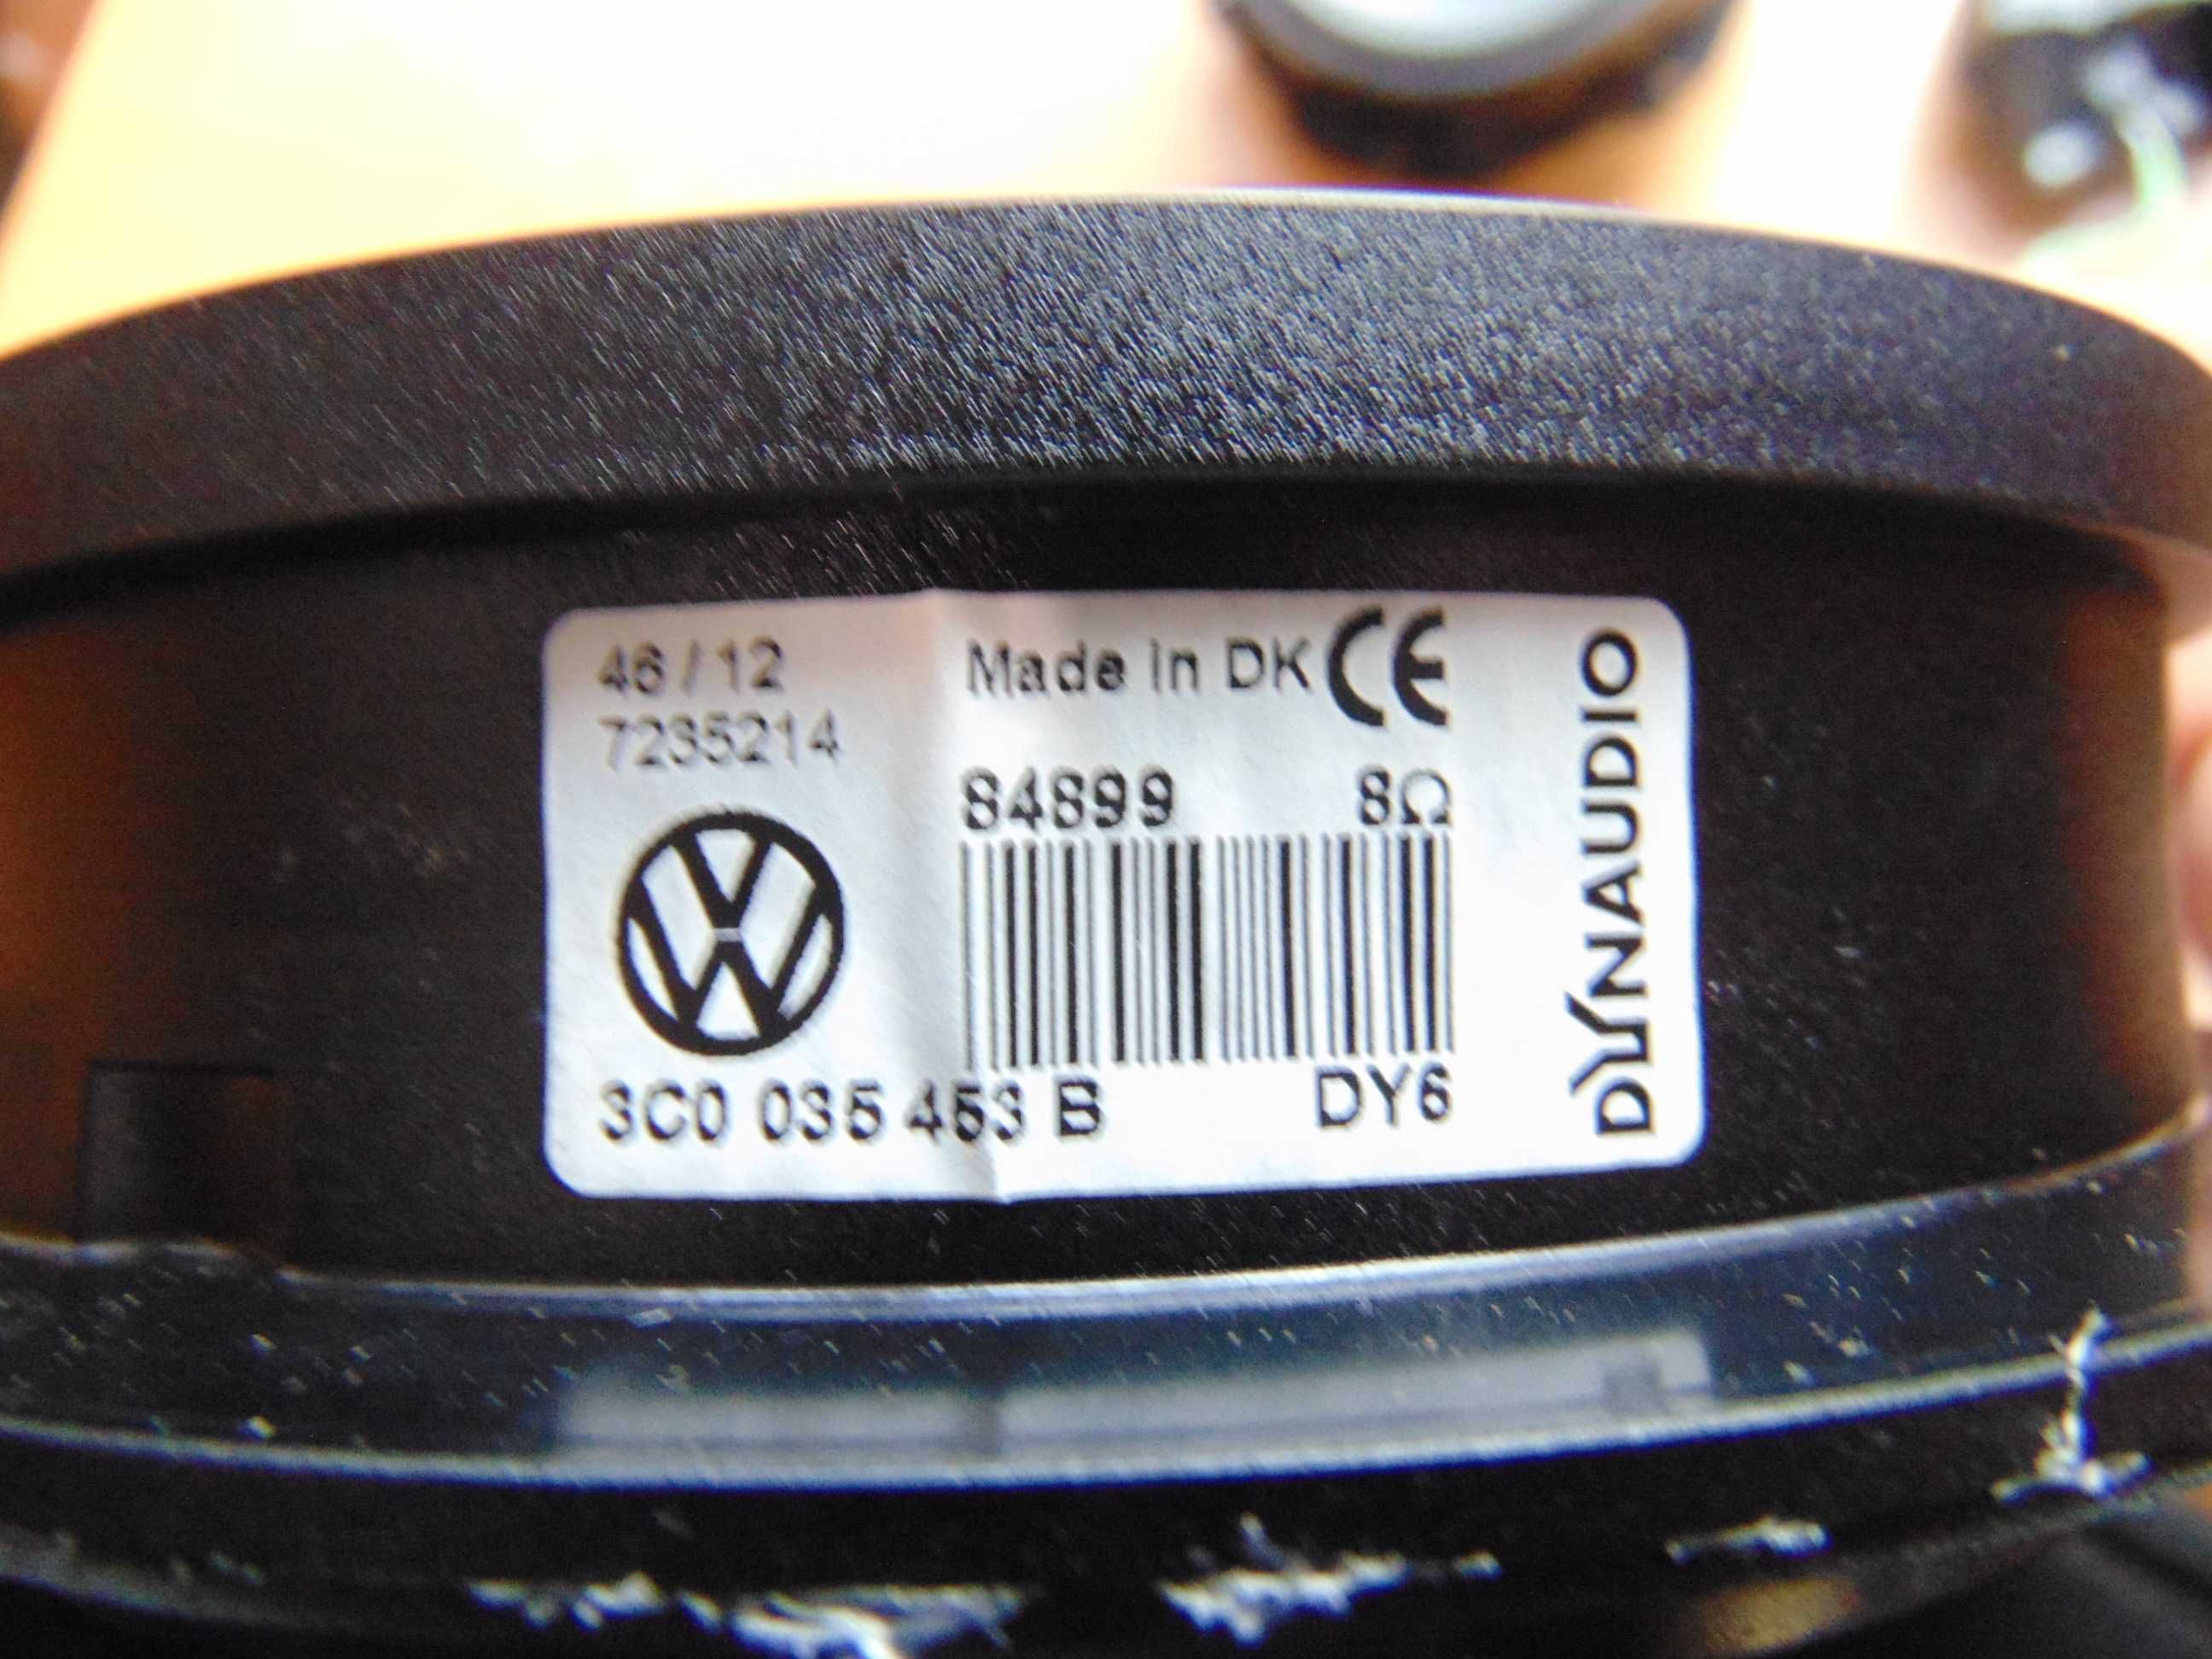 46 / 12
7235214
Made in DK CE
84899 8Ω
3C0 035 453 B DY6
DYNAUDIO